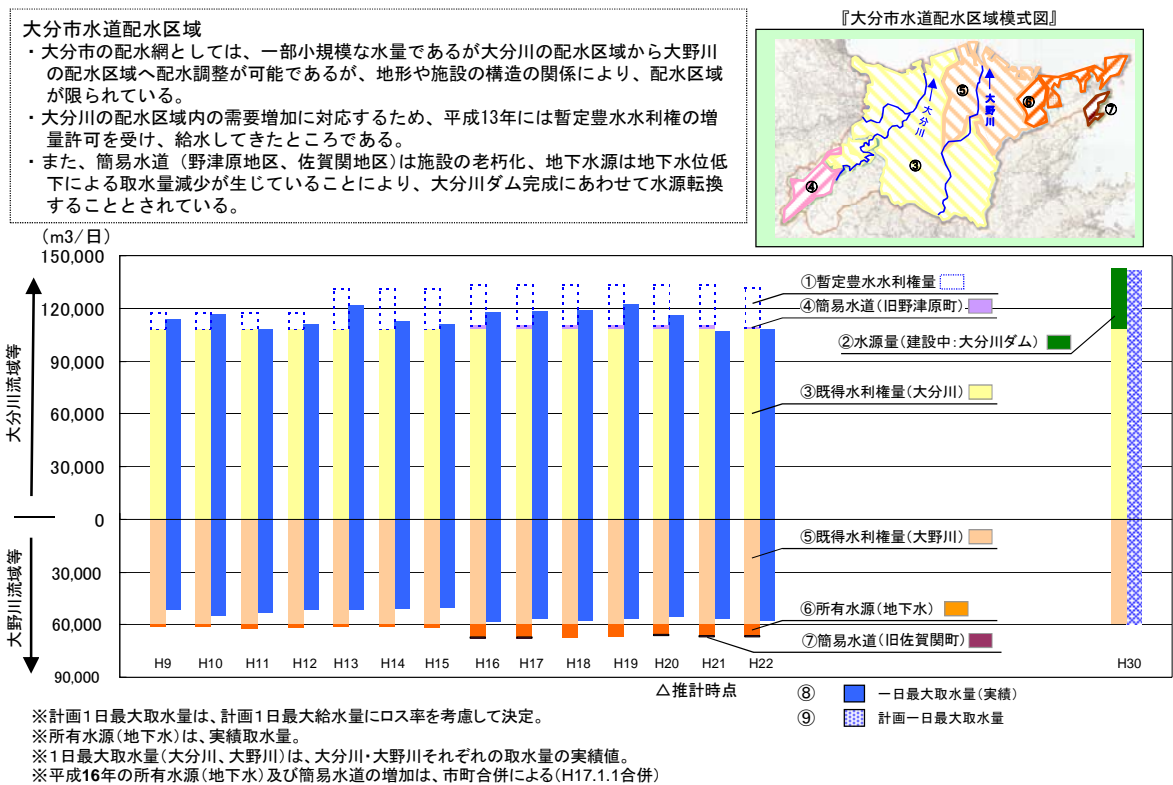 大分市水道配水区域
・大分市の配水網としては、一部小規模な水量であるが大分川の配水区域から大野川
の配水区域へ配水調整が可能であるが、地形や施設の構造の関係により、配水区域
が限られている。
・大分川の配水区域内の需要増加に対応するため、平成13年には暫定豊水水利権の増
量許可を受け、給水してきたところである。
・また、簡易水道（野津原地区、佐賀関地区）は施設の老朽化、地下水源は地下水位低
下による取水量減少が生じていることにより、大分川ダム完成にあわせて水源転換
することとされている。
『大分市水道配水区域模式図』
⑤
⑥
⑦
大分川
大野川
③
④
（m3/日）
150,000
120,000
90,000
60,000
30,000
0
30,000
60,000
90,000
大分川流域等
大野川流域等
①暫定豊水水利権量
④簡易水道（旧野津原町）
②水源量（建設中：大分川ダム）
③既得水利権量（大分川）
⑤既得水利権量（大野川）
⑥所有水源（地下水）
⑦簡易水道（旧佐賀関町）
H9 H10 H11 H12 H13 H14 H15 H16 H17 H18 H19 H20 H21 H22 H30
△推計時点
⑧ 一日最大取水量（実績）
⑨ 計画一日最大取水量
※計画１日最大取水量は、計画１日最大給水量にロス率を考慮して決定。
※所有水源（地下水）は、実績取水量。
※１日最大取水量（大分川、大野川）は、大分川・大野川それぞれの取水量の実績値。
※平成16年の所有水源（地下水）及び簡易水道の増加は、市町合併による（H17.1.1合併）